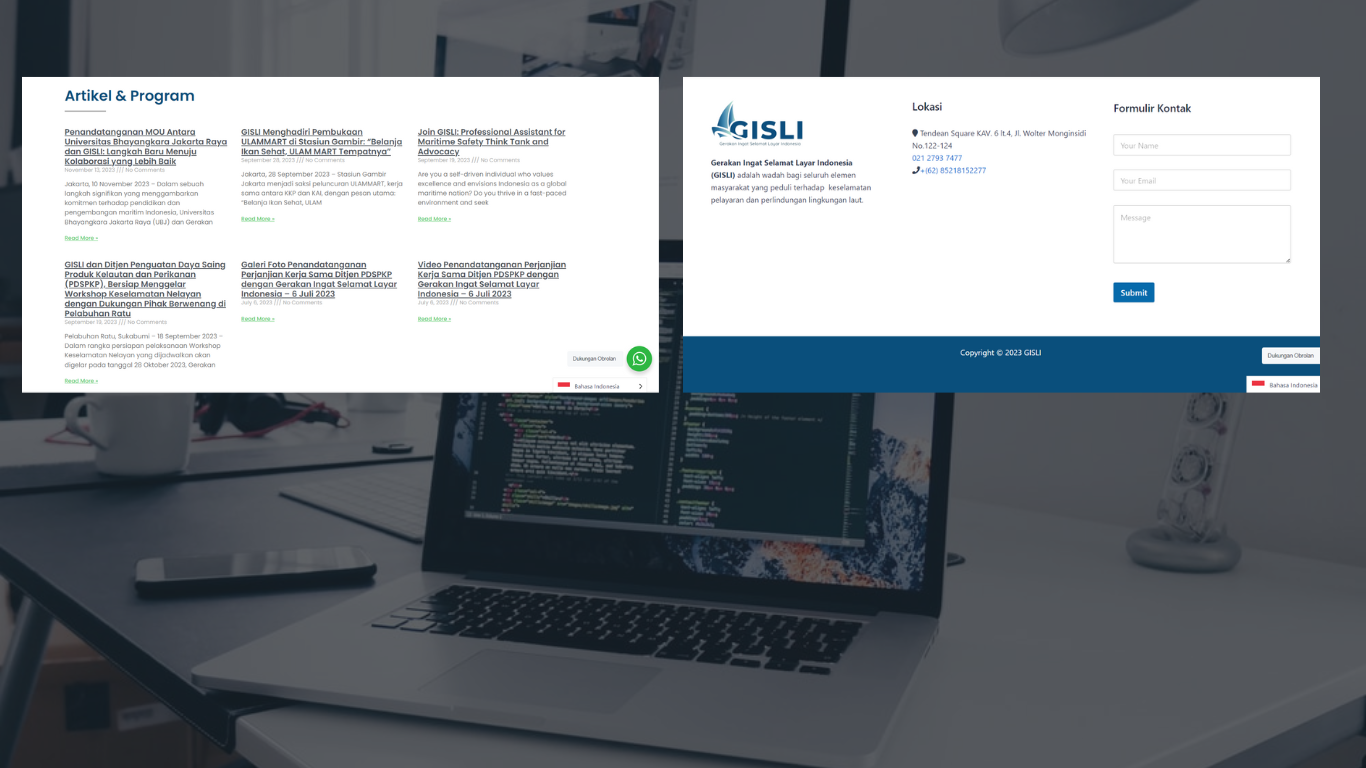 Artikel & Program
Penandatanganan MOU Antara
Universitas Bhayangkara Jakarta Raya
dan GISLI: Langkah Baru Menuju
Kolaborasi yang Lebih Baik
November 13, 2023 /// No Comments
Jakarta, 10 November 2023 – Dalam sebuah
langkah signifikan yang menggambarkan
komitmen terhadap pendidikan dan
pengembangan maritim Indonesia, Universitas
Bhayangkara Jakarta Raya (UBJ) dan Gerakan
Read More »
GISLI Menghadiri Pembukaan
ULAMMART di Stasiun Gambir: “Belanja
Ikan Sehat, ULAM MART Tempatnya”
September 28, 2023 /// No Comments
Jakarta, 28 September 2023 – Stasiun Gambir
Jakarta menjadi saksi peluncuran ULAMMART, kerja
sama antara KKP dan KAI, dengan pesan utama:
“Belanja Ikan Sehat, ULAM
Read More »
Join GISLI: Professional Assistant for
Maritime Safety Think Tank and
Advocacy
September 19, 2023 /// No Comments
Are you a self-driven individual who values
excellence and envisions Indonesia as a global
maritime nation? Do you thrive in a fast-paced
environment and seek
Read More »
GISLI dan Ditjen Penguatan Daya Saing
Produk Kelautan dan Perikanan
(PDSPKP), Bersiap Menggelar
Workshop Keselamatan Nelayan
dengan Dukungan Pihak Berwenang di
Pelabuhan Ratu
September 19, 2023 /// No Comments
Pelabuhan Ratu, Sukabumi – 18 September 2023 –
Dalam rangka persiapan pelaksanaan Workshop
Keselamatan Nelayan yang dijadwalkan akan
digelar pada tanggal 28 Oktober 2023, Gerakan
Read More »
Galeri Foto Penandatanganan
Perjanjian Kerja Sama Ditjen PDSPKP
dengan Gerakan Ingat Selamat Layar
Indonesia – 6 Juli 2023
July 6, 2023 /// No Comments
Read More »
Video Penandatanganan Perjanjian
Kerja Sama Ditjen PDSPKP dengan
Gerakan Ingat Selamat Layar
Indonesia – 6 Juli 2023
July 6, 2023 /// No Comments
Read More »
Dukungan Obrolan
Bahasa Indonesia
GISLI
Gerakan Ingat Selamat Layar Indonesia
Gerakan Ingat Selamat Layar Indonesia
(GISLI) adalah wadah bagi seluruh elemen
masyarakat yang peduli terhadap keselamatan
pelayaran dan perlindungan lingkungan laut.
Lokasi
Tendean Square KAV. 6 lt.4, Jl. Wolter Monginsidi
No.122-124
021 2793 7477
+(62) 85218152277
Formulir Kontak
Your Name
Your Email
Message
Submit
Copyright © 2023 GISLI
Dukungan Obrolan
Bahasa Indonesia